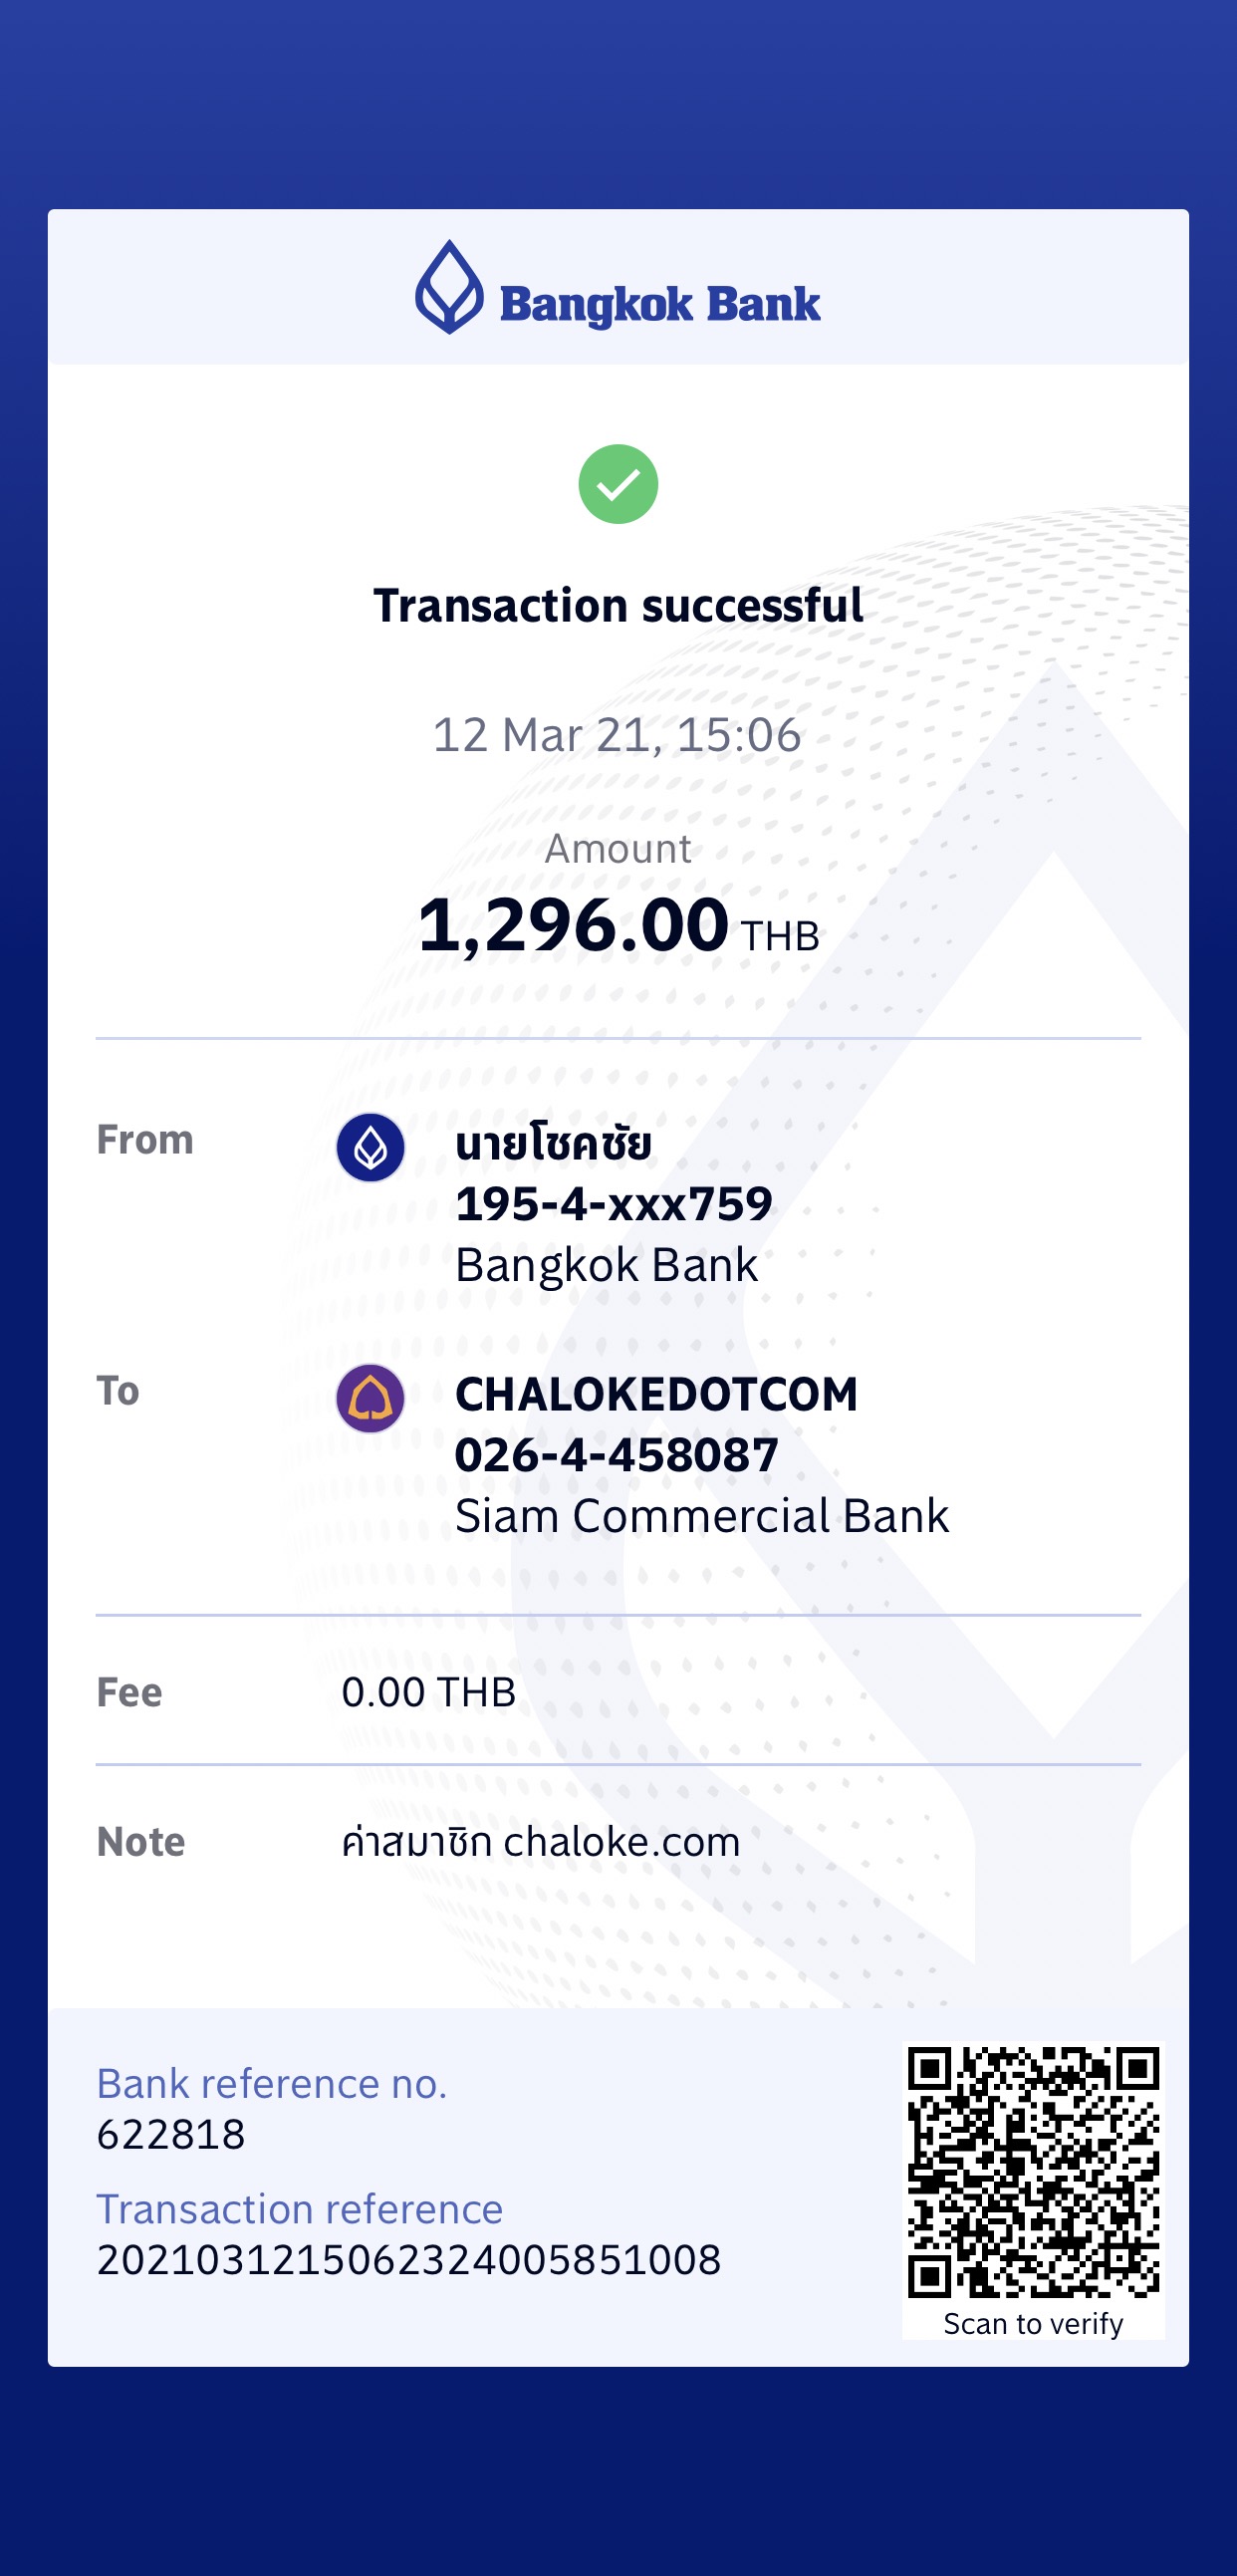 Bangkok Bank
Transaction successful
12 Mar 21, 15:06
Amount
1,296.00 THB
From
นายโชคชัย
195-4-xxx759
Bangkok Bank
To
CHALOKEDOTCOM
026-4-458087
Siam Commercial Bank
Fee 0.00 THB
Note ค่าสมาชิก chaloke.com
Bank reference no.
622818
Transaction reference
2021031215062324005851008
Scan to verify